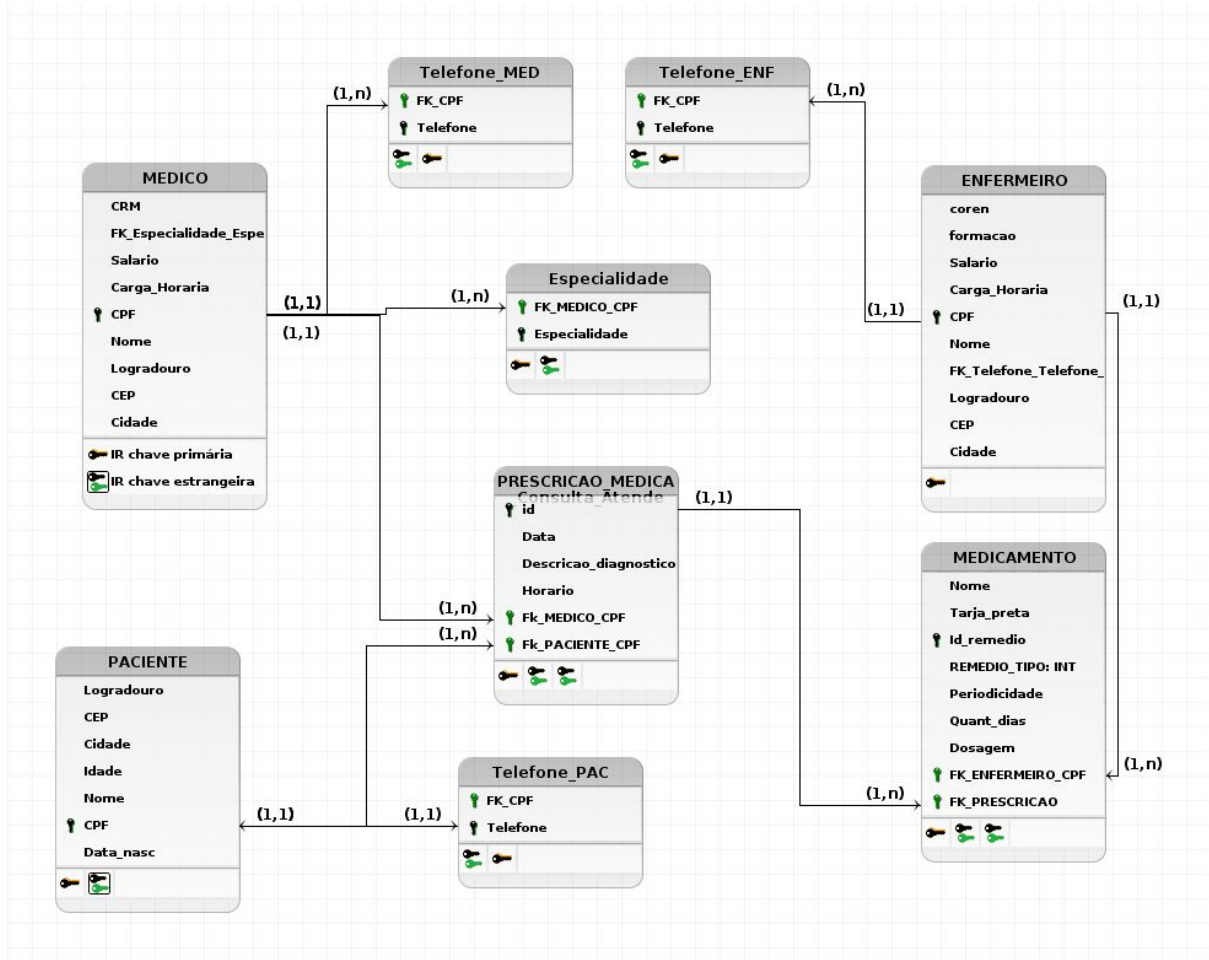 Telefone_MED
FK_CPF
Telefone
(1,n)
Telefone_ENF
FK_CPF
Telefone
(1,n)
MEDICO
CRM
FK_Especialidade_Espe
Salario
Carga_Horaria
CPF
Nome
Logradouro
CEP
Cidade
IR chave primária
IR chave estrangeira
(1,1)
(1,1)
Especialidade
FK_MEDICO_CPF
Especialidade
(1,n)
ENFERMEIRO
coren
formacao
Salario
Carga_Horaria
CPF
Nome
FK_Telefone_Telefone_
Logradouro
CEP
Cidade
(1,1)
(1,1)
PRESCRICAO_MEDICA
Consulta_Atende
id
Data
Descricao_diagnostico
Horario
Fk_MEDICO_CPF
Fk_PACIENTE_CPF
(1,1)
(1,n)
(1,n)
MEDICAMENTO
Nome
Tarja_preta
Id_remedio
REMEDIO_TIPO: INT
Periodicidade
Quant_dias
Dosagem
FK_ENFERMEIRO_CPF
FK_PRESCRICAO
(1,n)
(1,n)
PACIENTE
Logradouro
CEP
Cidade
Idade
Nome
CPF
Data_nasc
(1,1)
(1,1)
Telefone_PAC
FK_CPF
Telefone